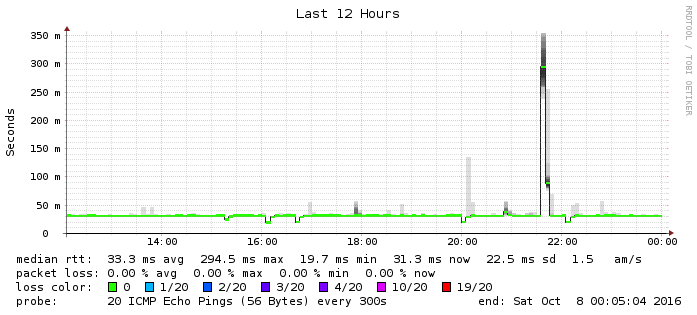 Last 12 Hours
RRDTOOL / TOBI OETIKER
Seconds
350 m
300 m
250 m
200 m
150 m
100 m
50 m
0
14:00 16:00 18:00 20:00 22:00 00:00
median rtt: 33.3 ms avg 294.5 ms max 19.7 ms min 31.3 ms now 22.5 ms sd 1.5 am/s
packet loss: 0.00 % avg 0.00 % max 0.00 % min 0.00 % now
loss color: 0 1/20 2/20 3/20 4/20 10/20 19/20
probe: 20 ICMP Echo Pings (56 Bytes) every 300s end: Sat Oct 8 00:05:04 2016